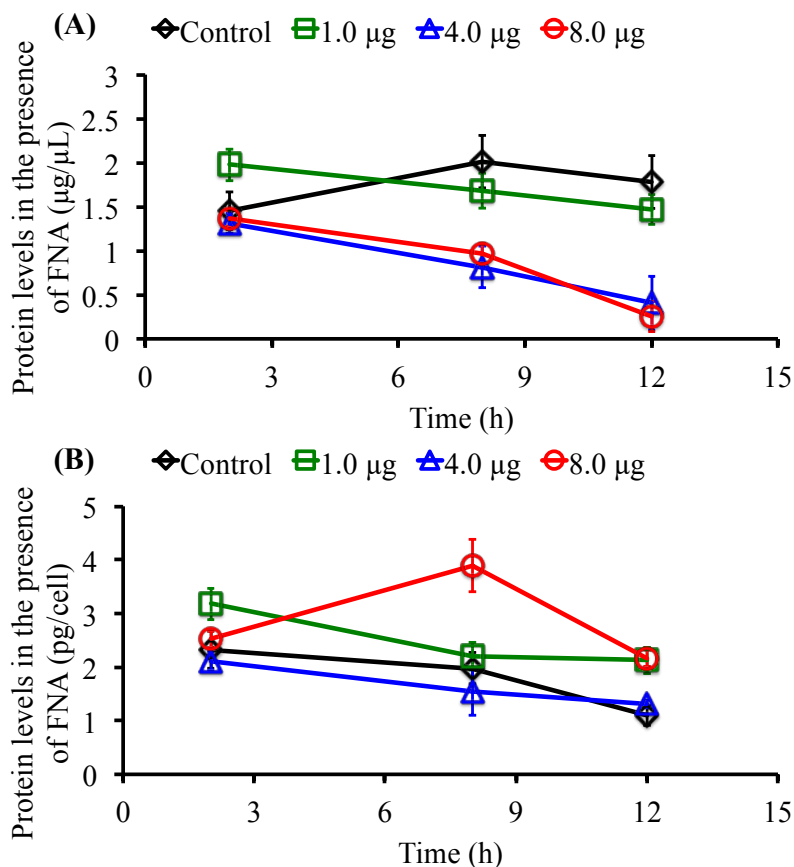 (A)
Control 1.0 µg 4.0 µg 8.0 µg
Protein levels in the presence
of FNA (µg/µL)
3
2.5
2
1.5
1
0.5
0
0 3 6 9 12 15
Time (h)
(B)
Control 1.0 µg 4.0 µg 8.0 µg
Protein levels in the presence
of FNA (pg/cell)
5
4
3
2
1
0
0 3 6 9 12 15
Time (h)